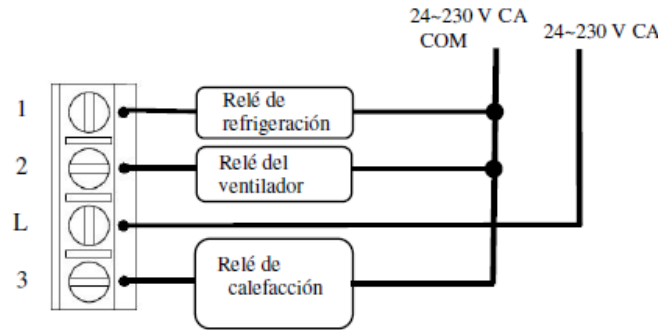 24~230 V CA
COM
24~230 V CA
1
Relé de
refrigeración
2
Relé del
ventilador
L
3
Relé de
calefacción